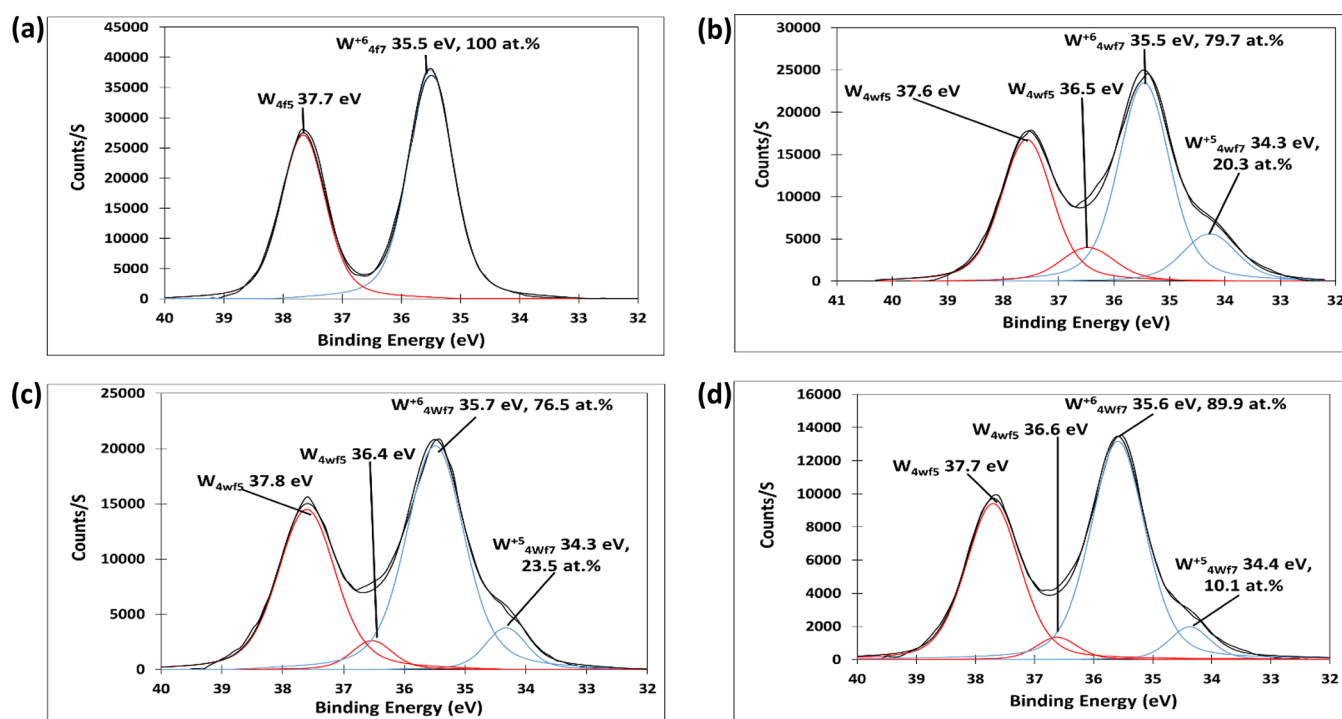 (a)
45000
40000
35000
30000
25000
20000
15000
10000
5000
0
Counts/S
W+6 4f7 35.5 eV, 100 at.%
W4f5 37.7 eV
40 39 38 37 36 35 34 33 32
Binding Energy (eV)
(b)
30000
25000
20000
15000
10000
5000
0
Counts/S
W+6 4wf7 35.5 eV, 79.7 at.%
W4wf5 37.6 eV
W4wf5 36.5 eV
W+5 4wf7 34.3 eV,
20.3 at.%
41 40 39 38 37 36 35 34 33 32
Binding Energy (eV)
(c)
25000
20000
15000
10000
5000
0
Counts/S
W+6 4Wf7 35.7 eV, 76.5 at.%
W4wf5 36.4 eV
W4wf5 37.8 eV
W+5 4Wf7 34.3 eV,
23.5 at.%
40 39 38 37 36 35 34 33 32
Binding Energy (eV)
(d)
16000
14000
12000
10000
8000
6000
4000
2000
0
Counts/S
W+6 4Wf7 35.6 eV, 89.9 at.%
W4wf5 36.6 eV
W4wf5 37.7 eV
W+5 4Wf7 34.4 eV,
10.1 at.%
40 39 38 37 36 35 34 33 32
Binding Energy (eV)